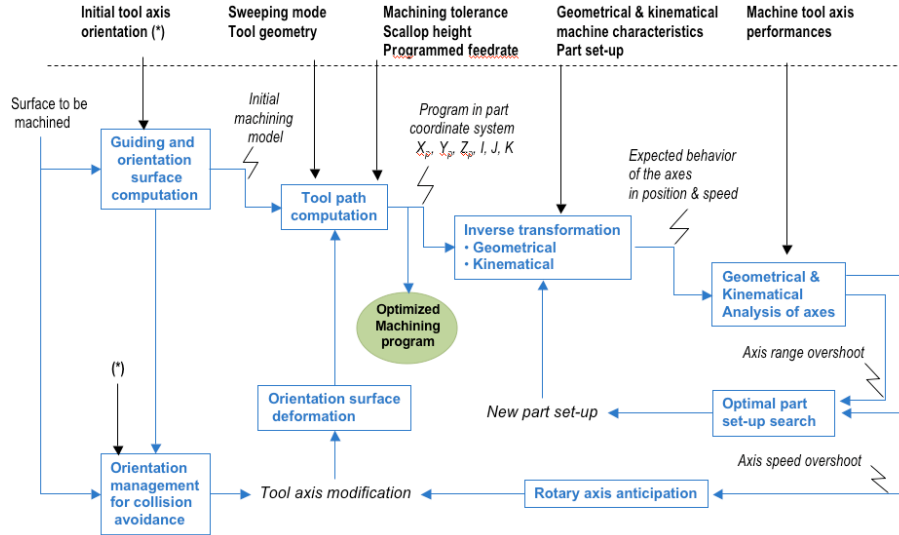 Initial tool axis
orientation (*)
Sweeping mode
Tool geometry
Machining tolerance
Scallop height
Programmed feedrate
Geometrical & kinematical
machine characteristics
Part set-up
Machine tool axis
performances
Surface to be
machined
Initial
machining
model
Program in part
coordinate system
Xp, Yp, Zp, I, J, K
Guiding and
orientation
surface
computation
Expected behavior
of the axes
in position & speed
Tool path
computation
Inverse transformation
• Geometrical
• Kinematical
Geometrical &
Kinematical
Analysis of axes
Optimized
Machining
program
Axis range overshoot
(*)
Orientation surface
deformation
New part set-up
Optimal part
set-up search
Axis speed overshoot
Orientation
management
for collision
avoidance
Tool axis modification
Rotary axis anticipation